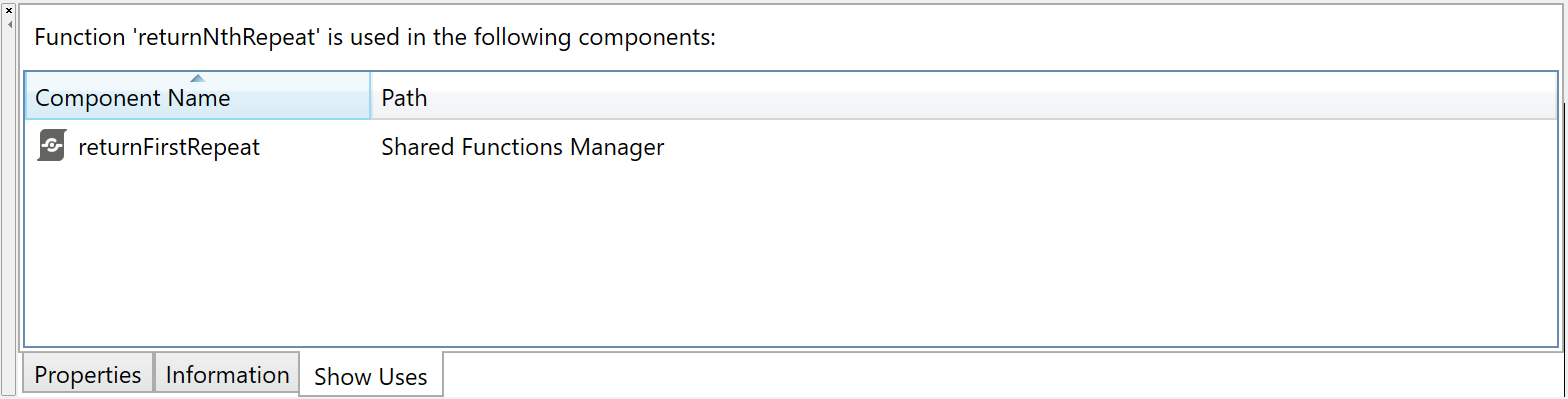 Function 'returnNthRepeat' is used in the following components:
Component Name Path
returnFirstRepeat Shared Functions Manager
Properties Information Show Uses